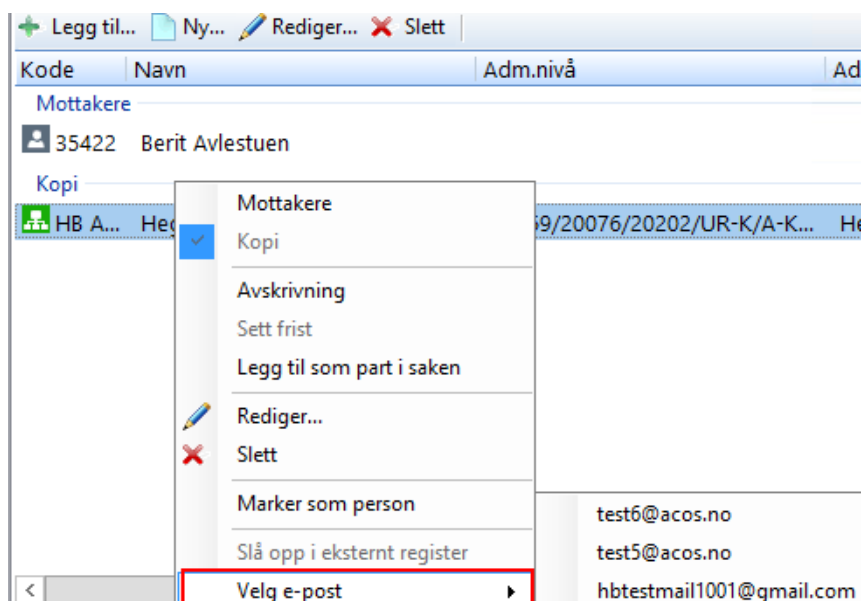 Legg til... Ny... Rediger... Slett
Kode Navn Adm.nivå Ad
Mottakere
35422 Berit Avlestuen
Kopi
HB A... Heg 69/20076/20202/UR-K/A-K... He
Mottakere
Kopi
Avskrivning
Sett frist
Legg til som part i saken
Rediger...
Slett
Marker som person
Slå opp i eksternt register
Velg e-post
test6@acos.no
test5@acos.no
hbtestmail1001@gmail.com